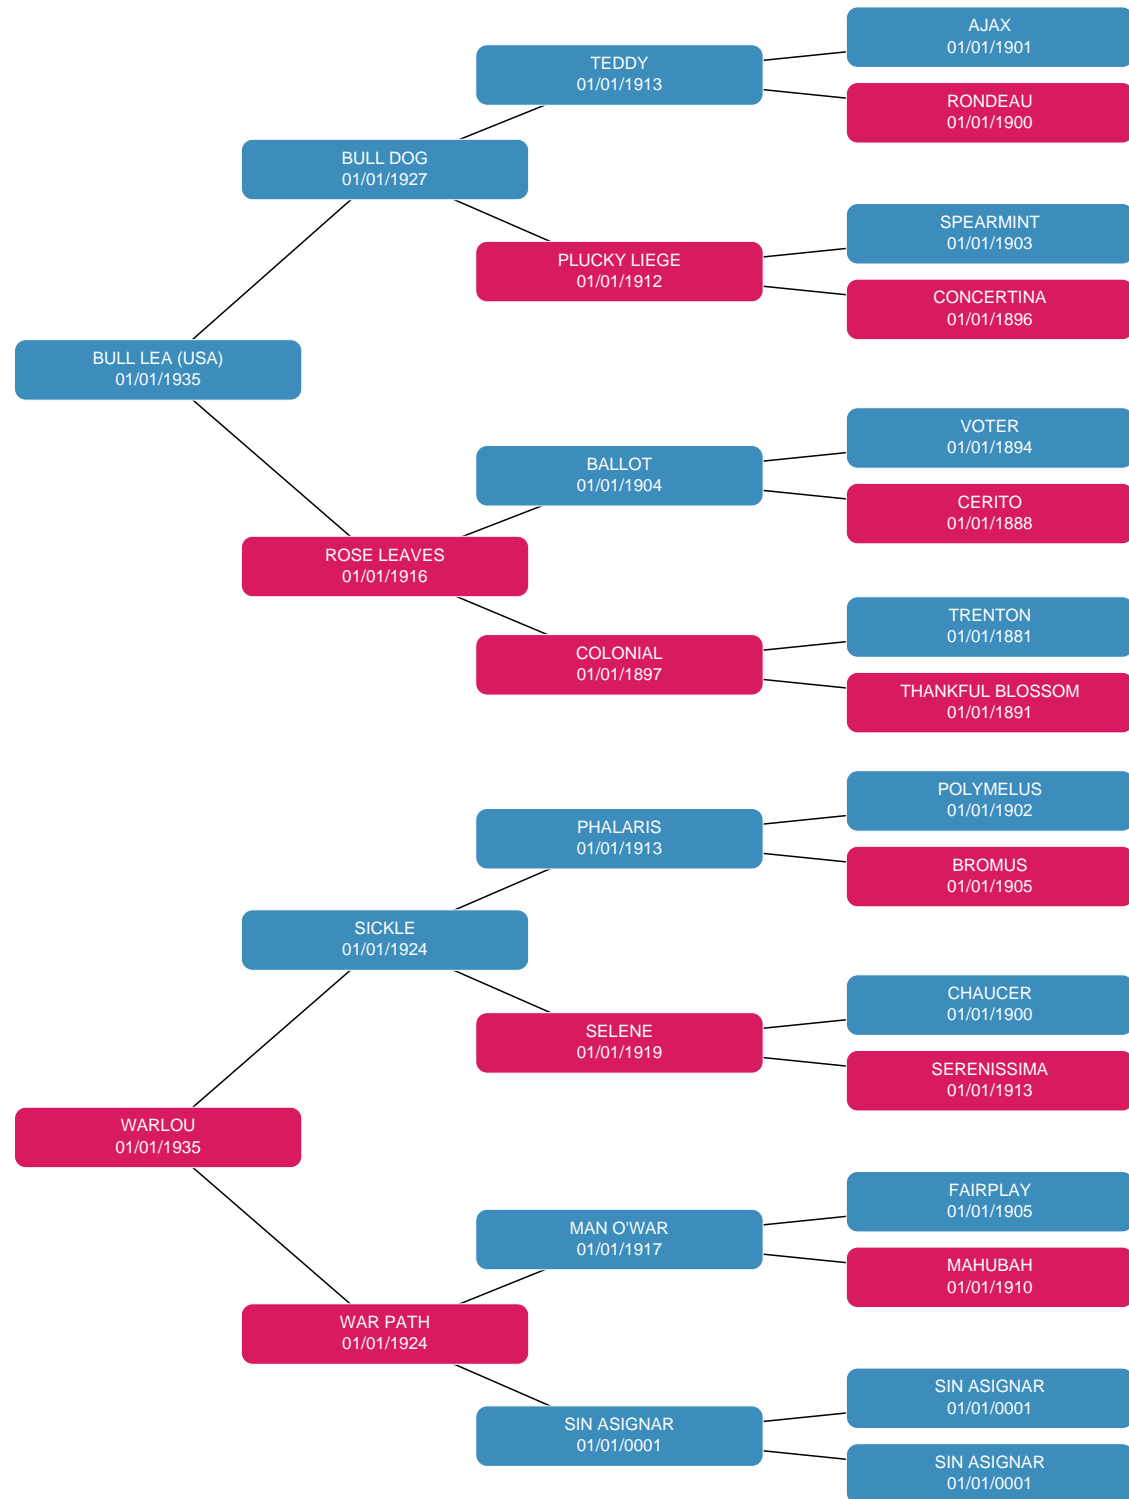 AJAX
01/01/1901
TEDDY
01/01/1913
RONDEAU
01/01/1900
BULL DOG
01/01/1927
SPEARMINT
01/01/1903
PLUCKY LIEGE
01/01/1912
CONCERTINA
01/01/1896
BULL LEA (USA)
01/01/1935
VOTER
01/01/1894
BALLOT
01/01/1904
CERITO
01/01/1888
ROSE LEAVES
01/01/1916
TRENTON
01/01/1881
COLONIAL
01/01/1897
THANKFUL BLOSSOM
01/01/1891
POLYMELUS
01/01/1902
PHALARIS
01/01/1913
BROMUS
01/01/1905
SICKLE
01/01/1924
CHAUCER
01/01/1900
SELENE
01/01/1919
SERENISSIMA
01/01/1913
WARLOU
01/01/1935
FAIRPLAY
01/01/1905
MAN O'WAR
01/01/1917
MAHUBAH
01/01/1910
WAR PATH
01/01/1924
SIN ASIGNAR
01/01/0001
SIN ASIGNAR
01/01/0001
SIN ASIGNAR
01/01/0001